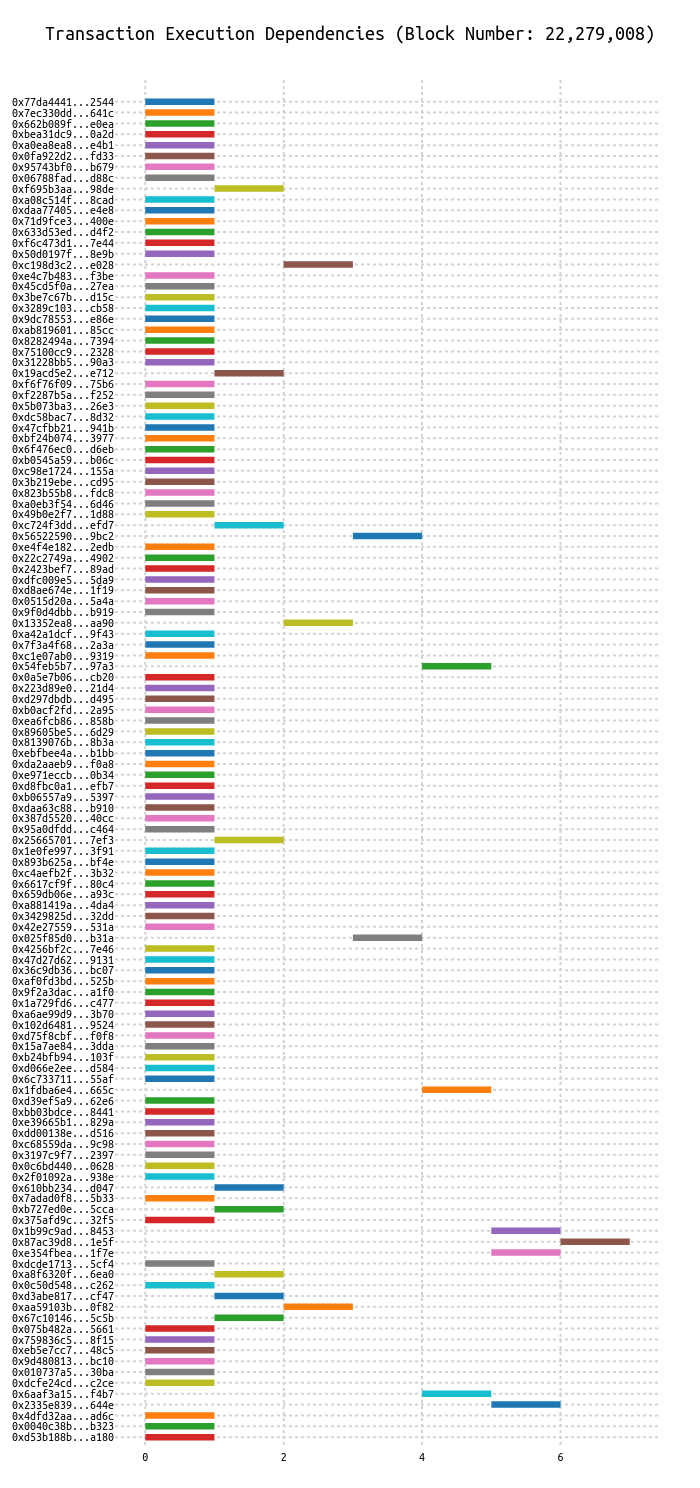 Transaction Execution Dependencies (Block Number: 22,279,008)
0x77da4441...2544
0x7ec330dd...641c
0x662b089f...e0ea
0xbea31dc9...0a2d
0xa0ea8ea8...e4b1
0x0fa922d2...fd33
0x95743bf0...b679
0x06788fad...d88c
0xf695b3aa...98de
0xa08c514f...8cad
0xdaa77405...e4e8
0x71d9fce3...400e
0x633d53ed...d4f2
0xf6c473d1...7e44
0x50d0197f...8e9b
0xc198d3c2...e028
0xe4c7b483...f3be
0x45cd5f0a...27ea
0x3be7c67b...d15c
0x3289c103...cb58
0x9dc78553...e86e
0xab819601...85cc
0x8282494a...7394
0x75100cc9...2328
0x31228bb5...90a3
0x19acd5e2...e712
0xf6f76f09...75b6
0xf2287b5a...f252
0x5b073ba3...26e3
0xdc58bac7...8d32
0x47cfbb21...941b
0xbf24b074...3977
0x6f476ec0...d6eb
0xb0545a59...b06c
0xc98e1724...155a
0x3b219ebe...cd95
0x823b55b8...fdc8
0xa0eb3f54...6d46
0x49b0e2f7...1d88
0xc724f3dd...efd7
0x56522590...9bc2
0xe4f4e182...2edb
0x22c2749a...4902
0x2423bef7...89ad
0xdfc009e5...5da9
0xd8ae674e...1f19
0x0515d20a...5a4a
0x9f0d4dbb...b919
0x13352ea8...aa90
0xa42a1dcf...9f43
0x7f3a4f68...2a3a
0xc1e07ab0...9319
0x54feb5b7...97a3
0x0a5e7b06...cb20
0x223d89e0...21d4
0xd297dbdb...d495
0xb0acf2fd...2a95
0xea6fcb86...858b
0x89605be5...6d29
0x8139076b...8b3a
0xebfbee4a...b1bb
0xda2aaeb9...f0a8
0xe971eccb...0b34
0xd8fbc0a1...efb7
0xb06557a9...5397
0xdaa63c88...b910
0x387d5520...40cc
0x95a0dfdd...c464
0x25665701...7ef3
0x1e0fe997...3f91
0x893b625a...bf4e
0xc4aefb2f...3b32
0x6617cf9f...80c4
0x659db06e...a93c
0xa881419a...4da4
0x3429825d...32dd
0x42e27559...531a
0x025f85d0...b31a
0x4256bf2c...7e46
0x47d27d62...9131
0x36c9db36...bc07
0xaf0fd3bd...525b
0x9f2a3dac...a1f0
0x1a729fd6...c477
0xa6ae99d9...3b70
0x102d6481...9524
0xd75f8cbf...f0f8
0x15a7ae84...3dda
0xb24bfb94...103f
0xd066e2ee...d584
0x6c733711...55af
0x1fdba6e4...665c
0xd39ef5a9...62e6
0xbb03bdce...8441
0xe39665b1...829a
0xdd00138e...d516
0xc68559da...9c98
0x3197c9f7...2397
0x0c6bd440...0628
0x2f01092a...938e
0x610bb234...d047
0x7adad0f8...5b33
0xb727ed0e...5cca
0x375afd9c...32f5
0x1b99c9ad...8453
0x87ac39d8...1e5f
0xe354fbea...1f7e
0xdcde1713...5cf4
0xa8f6320f...6ea0
0x0c50d548...c262
0xd3abe817...cf47
0xaa59103b...0f82
0x67c10146...5c5b
0x075b482a...5661
0x759836c5...8f15
0xeb5e7cc7...48c5
0x9d480813...bc10
0x010737a5...30ba
0xdcfe24cd...c2ce
0x6aaf3a15...f4b7
0x2335e839...644e
0x4dfd32aa...ad6c
0x0040c38b...b323
0xd53b188b...a180
0 2 4 6